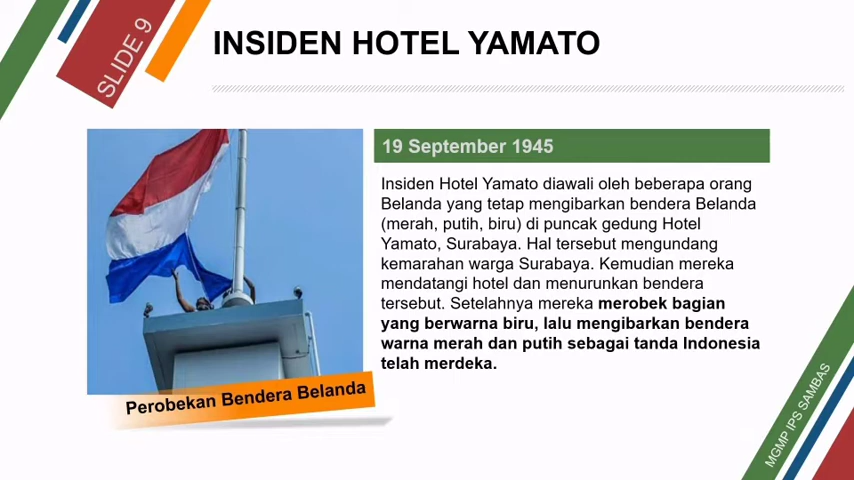 SLIDE 9
INSIDEN HOTEL YAMATO
19 September 1945
Insiden Hotel Yamato diawali oleh beberapa orang
Belanda yang tetap mengibarkan bendera Belanda
(merah, putih, biru) di puncak gedung Hotel
Yamato, Surabaya. Hal tersebut mengundang
kemarahan warga Surabaya. Kemudian mereka
mendatangi hotel dan menurunkan bendera
tersebut. Setelahnya mereka merobek bagian
yang berwarna biru, lalu mengibarkan bendera
warna merah dan putih sebagai tanda Indonesia
telah merdeka.
Perobekan Bendera Belanda
MGMP IPS SAMBAS